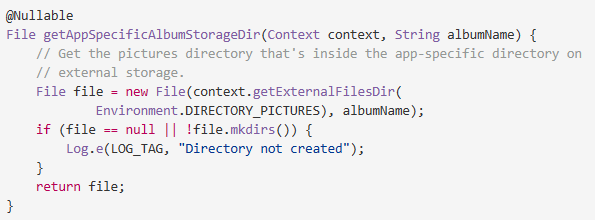 @Nullable
File getAppSpecificAlbumStorageDir(Context context, String albumName) {
    // Get the pictures directory that's inside the app-specific directory on
    // external storage.
    File file = new File(context.getExternalFilesDir(
            Environment.DIRECTORY_PICTURES), albumName);
    if (file == null || !file.mkdirs()) {
        Log.e(LOG_TAG, "Directory not created");
    }
    return file;
}